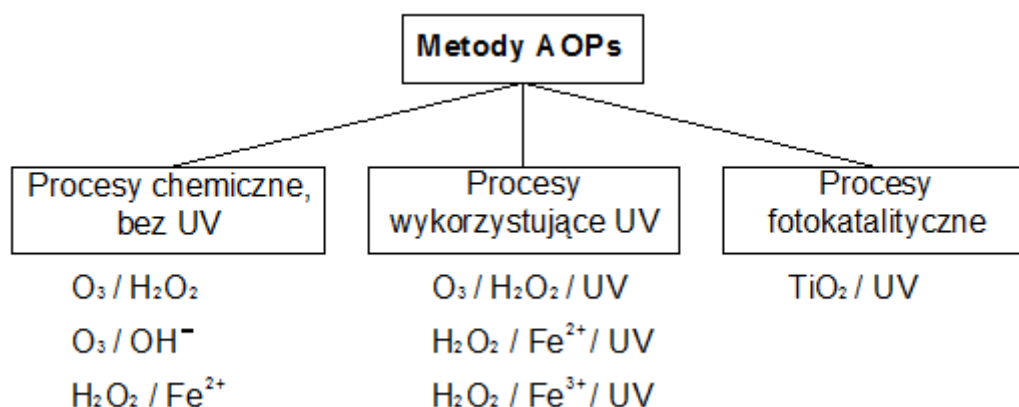 Metody AOPs
Procesy chemiczne,
bez UV
O₃ / H₂O₂
O₃ / OH⁻
H₂O₂ / Fe²⁺
Procesy
wykorzystujące UV
O₃ / H₂O₂ / UV
H₂O₂ / Fe²⁺ / UV
H₂O₂ / Fe³⁺ / UV
Procesy
fotokatalityczne
TiO₂ / UV